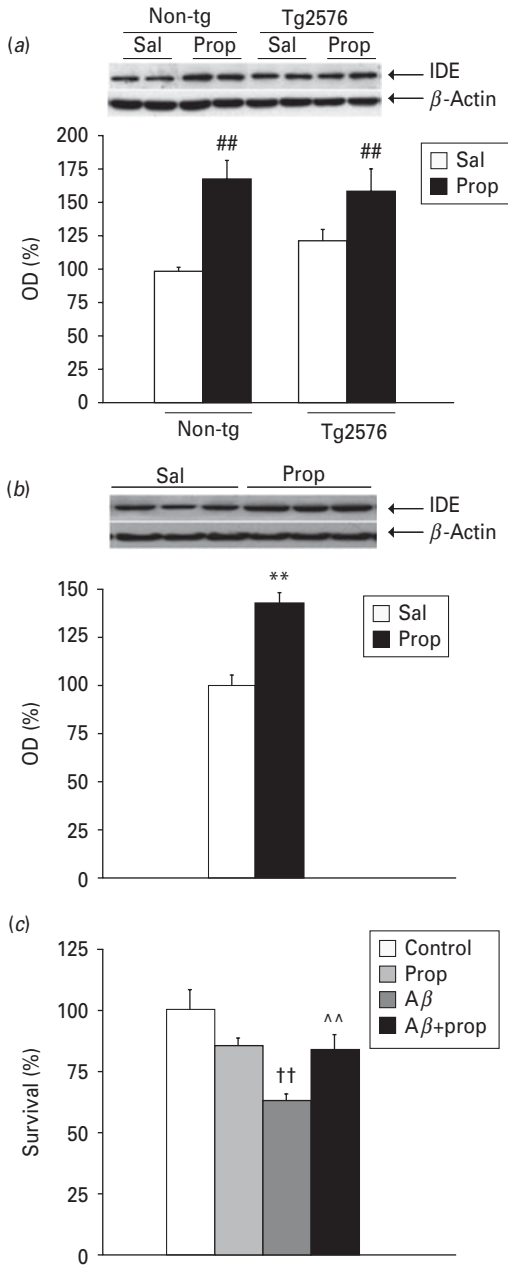 (a)
Non-tg Tg2576
Sal Prop Sal Prop
IDE
β-Actin
200
175
150
125
100
75
50
25
0
OD (%)
## ##
Sal
Prop
Non-tg Tg2576
(b)
Sal Prop
IDE
β-Actin
150
125
100
75
50
25
0
OD (%)
**
Sal
Prop
(c)
125
100
75
50
25
0
Survival (%)
††
^^
Control
Prop
Aβ
Aβ+prop